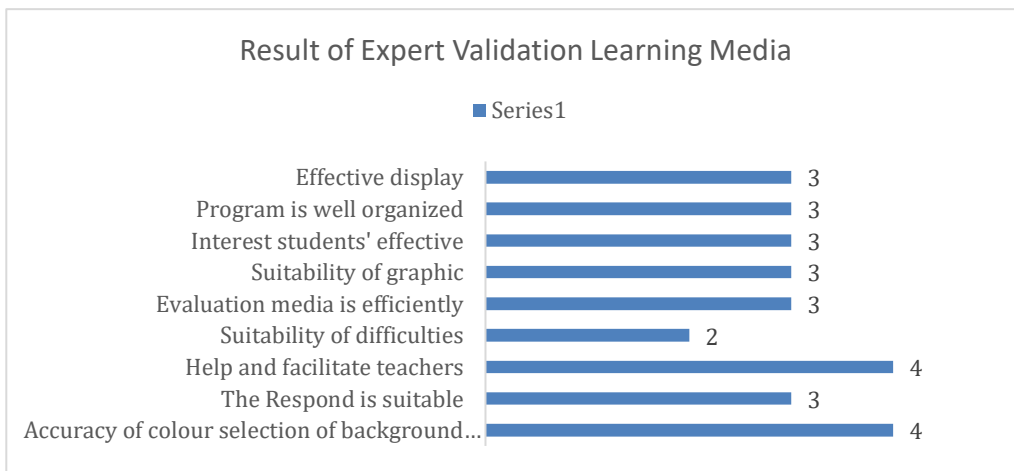 Result of Expert Validation Learning Media
Series1
Effective display 3
Program is well organized 3
Interest students' effective 3
Suitability of graphic 3
Evaluation media is efficiently 3
Suitability of difficulties 2
Help and facilitate teachers 4
The Respond is suitable 3
Accuracy of colour selection of background… 4